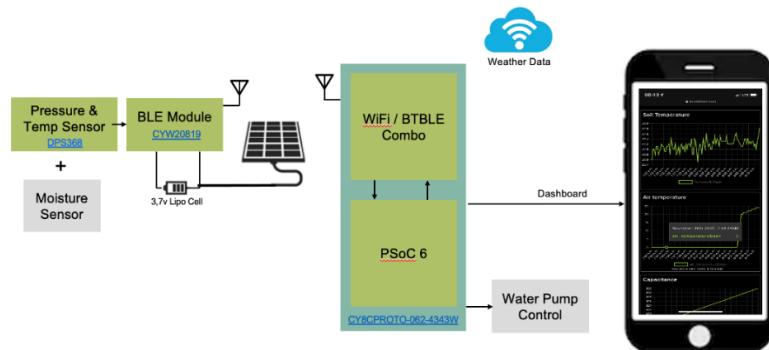 Weather Data
Pressure &
Temp Sensor
DPS368
+
Moisture
Sensor
BLE Module
CYW20819
3,7v Lipo Cell
WiFi / BTBLE
Combo
PSoC 6
CY8CPROTO-062-4343W
Dashboard
Water Pump
Control
Soil Temperature
Air temperature
Capacitance